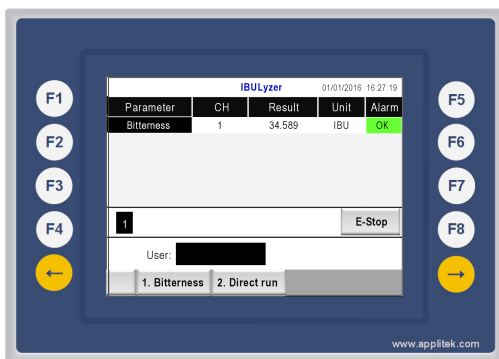 IBULyzer 01/01/2016 16:27:19
F1 F5
Parameter CH Result Unit Alarm
Bitterness 1 34.589 IBU OK
F2 F6
F3 F7
1 E-Stop
F4 F8
User:
← →
1. Bitterness 2. Direct run
www.applitek.com